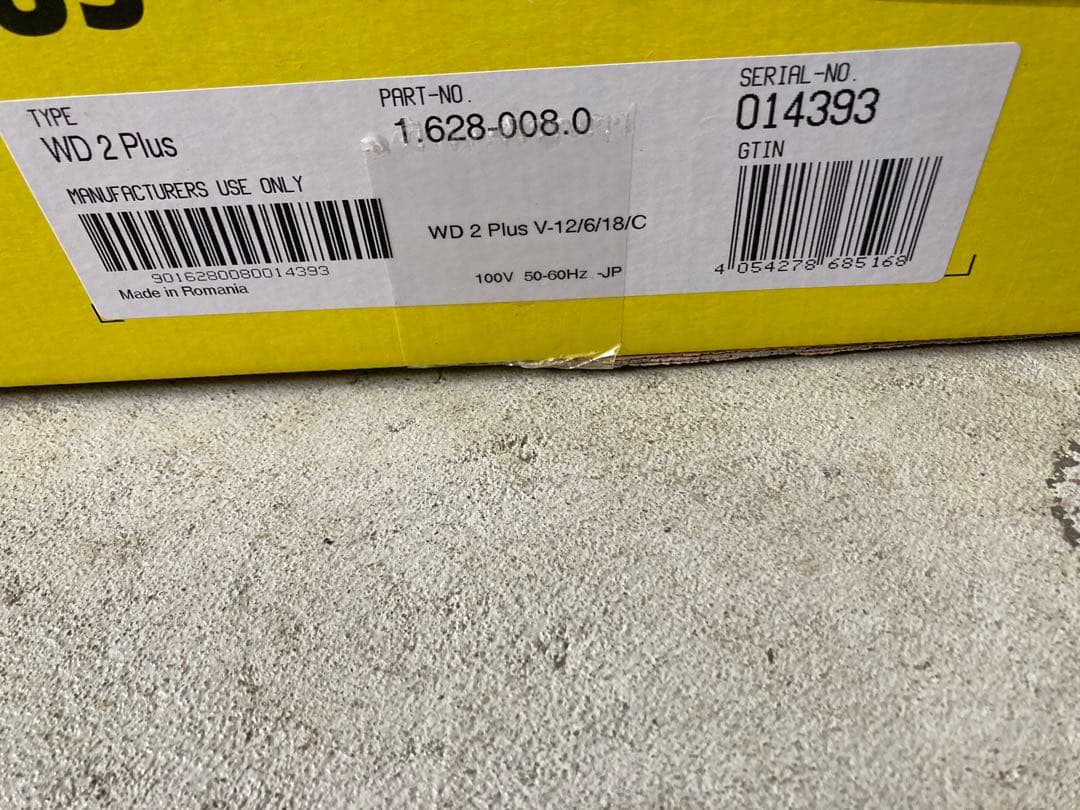 TYPE
WD 2 Plus
MANUFACTURERS USE ONLY
9016280080014393
Made in Romania
PART-NO.
1.628-008.0
WD 2 Plus V-12/6/18/C
100V 50-60Hz -JP
SERIAL-NO.
014393
GTIN
4 054278 685168